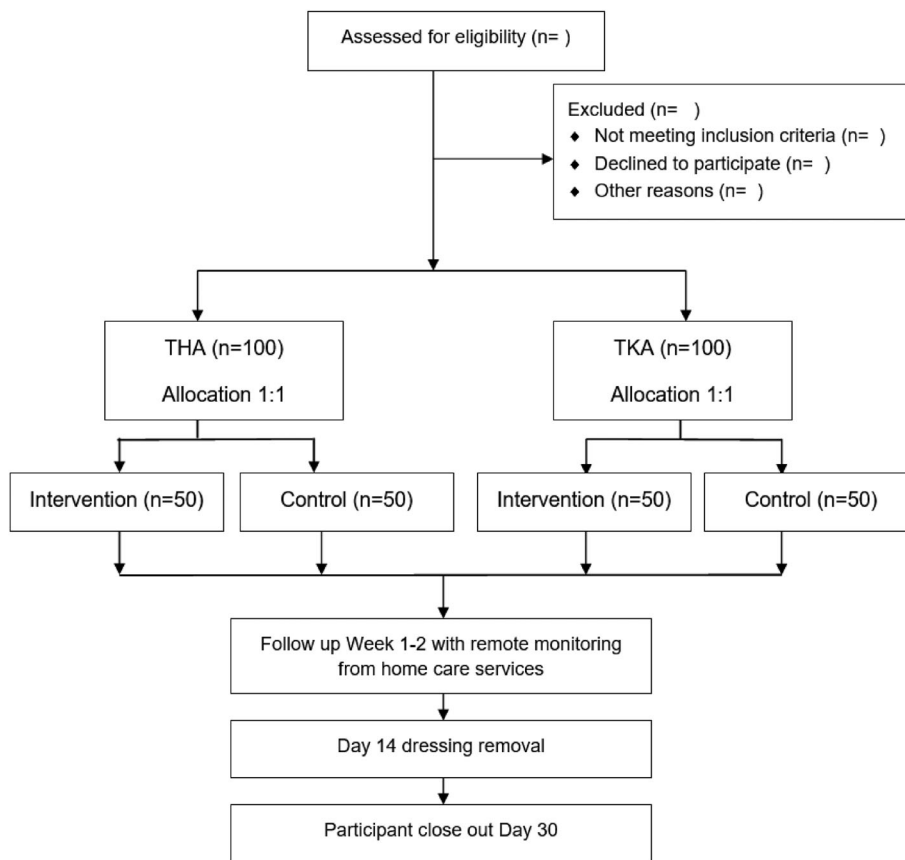 Assessed for eligibility (n= )
Excluded (n=  )
◆ Not meeting inclusion criteria (n= )
◆ Declined to participate (n= )
◆ Other reasons (n= )
THA (n=100)
Allocation 1:1
TKA (n=100)
Allocation 1:1
Intervention (n=50)
Control (n=50)
Intervention (n=50)
Control (n=50)
Follow up Week 1-2 with remote monitoring
from home care services
Day 14 dressing removal
Participant close out Day 30